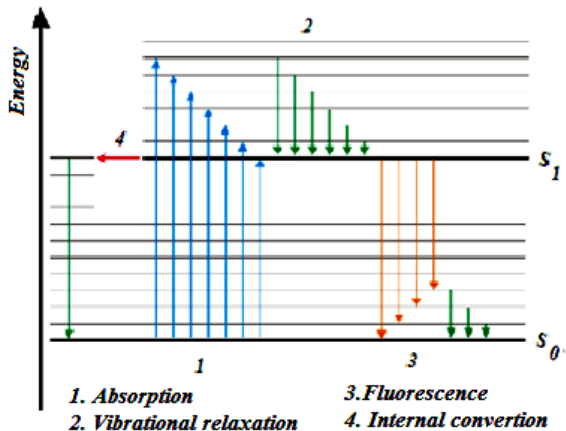 2
Energy
4
S1
S0
1
3
1. Absorption
3.Fluorescence
2. Vibrational relaxation
4. Internal convertion